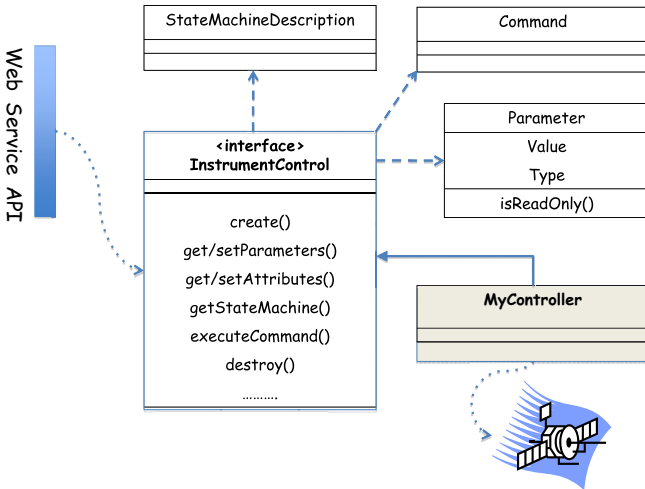 StateMachineDescription
Command
Web Service API
Parameter
Value
Type
isReadOnly()
<interface>
InstrumentControl
create()
get/setParameters()
get/setAttributes()
getStateMachine()
executeCommand()
destroy()
……….
MyController